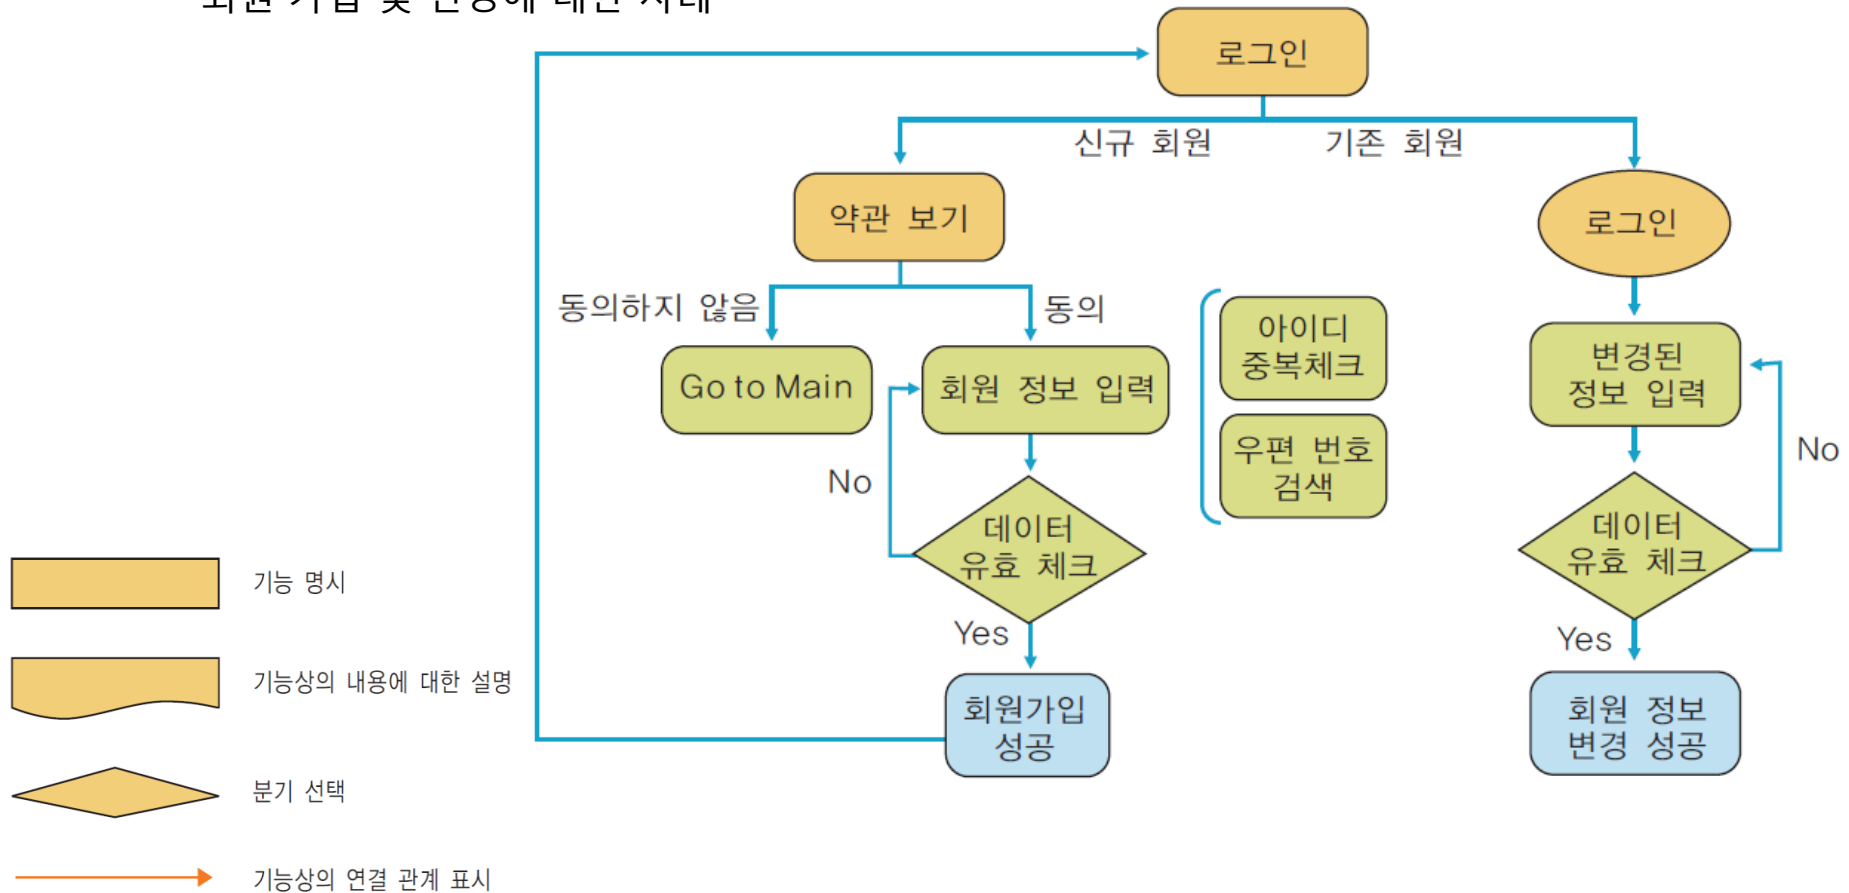 로그인
신규 회원
기존 회원
약관 보기
로그인
동의하지 않음
동의
Go to Main
회원 정보 입력
아이디
중복체크
우편 번호
검색
변경된
정보 입력
No
No
데이터
유효 체크
데이터
유효 체크
Yes
Yes
회원가입
성공
회원 정보
변경 성공
기능 명시
기능상의 내용에 대한 설명
분기 선택
기능상의 연결 관계 표시